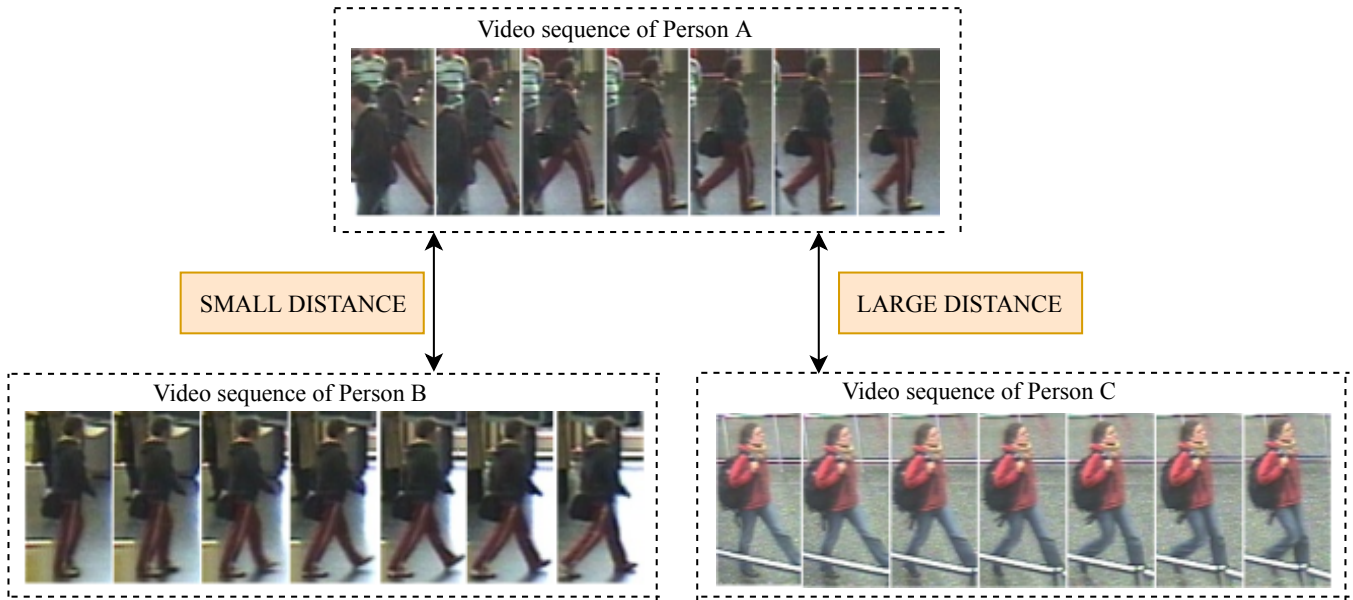 Video sequence of Person A
SMALL DISTANCE
LARGE DISTANCE
Video sequence of Person B
Video sequence of Person C